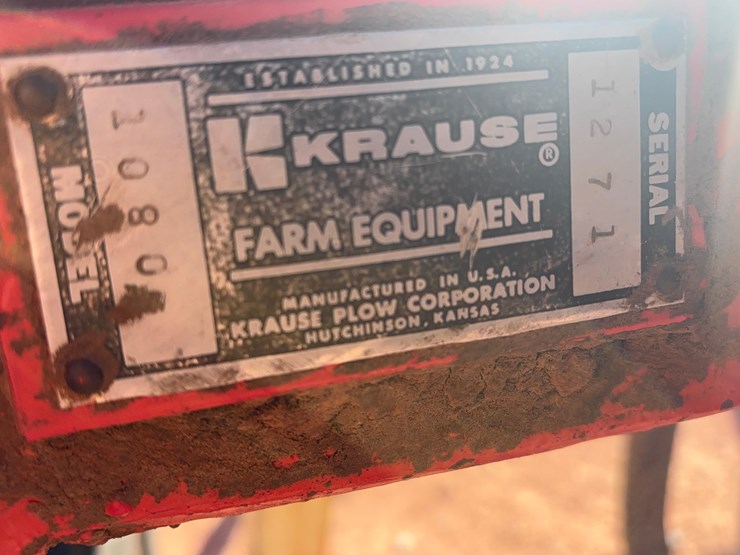 ESTABLISHED IN 1924
KRAUSE®
FARM EQUIPMENT
MANUFACTURED IN U.S.A.
KRAUSE PLOW CORPORATION
HUTCHINSON, KANSAS
MODEL
1080
SERIAL
1271